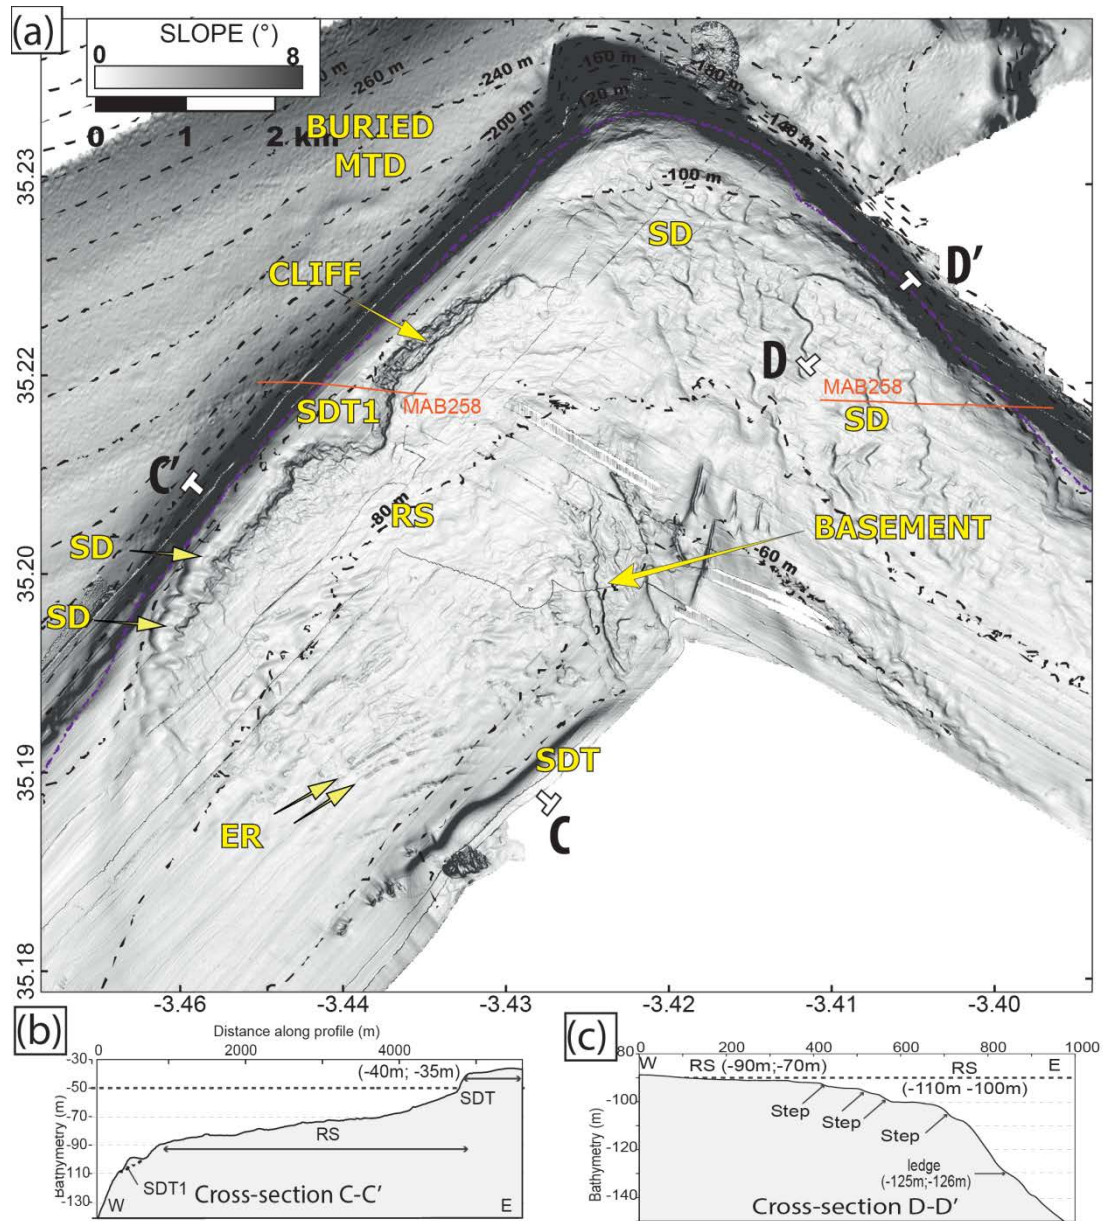 (a)
SLOPE (°)
0 8
0 1 2 km
-260 m
-240 m
-200 m
-160 m
-120 m
-180 m
-140 m
-100 m
BURIED
MTD
SD
CLIFF
D'
D
MAB258
SD
SDT1
MAB258
C'
-80 m
RS
BASEMENT
SD
-60 m
SD
SDT
ER
C
35.23
35.22
35.20
35.19
35.18
-3.46 -3.44 -3.43 -3.42 -3.41 -3.40
(b)
Distance along profile (m)
0 2000 4000
-30
-50
-70
-90
-110
-130
Bathymetry (m)
(-40m; -35m)
SDT
RS
SDT1
W
Cross-section C-C'
E
(c)
0 200 400 600 800 1000
80
-100
-120
-140
Bathymetry (m)
W RS (-90m;-70m) RS E
(-110m -100m)
Step
Step
Step
ledge
(-125m;-126m)
Cross-section D-D'